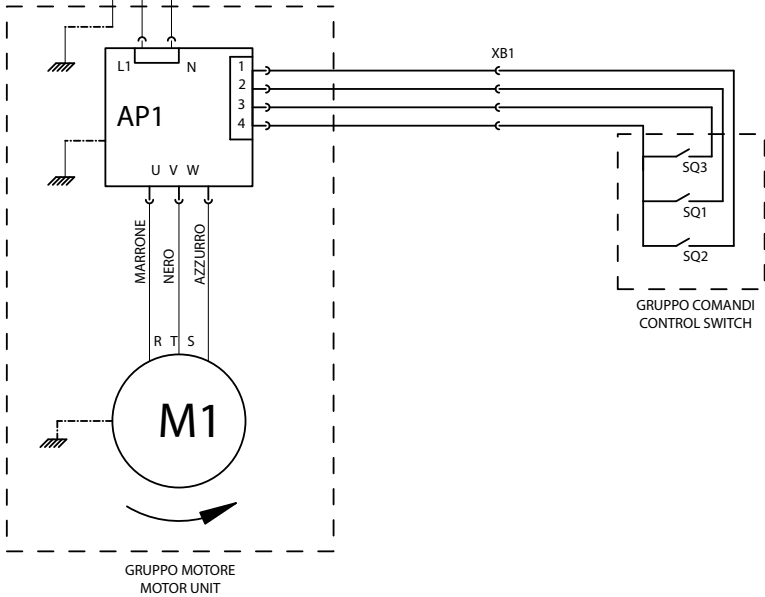 XB1
L1 N
1
2
3
4
AP1
U V W
SQ3
SQ1
SQ2
MARRONE
NERO
AZZURRO
GRUPPO COMANDI
CONTROL SWITCH
R T S
M1
GRUPPO MOTORE
MOTOR UNIT